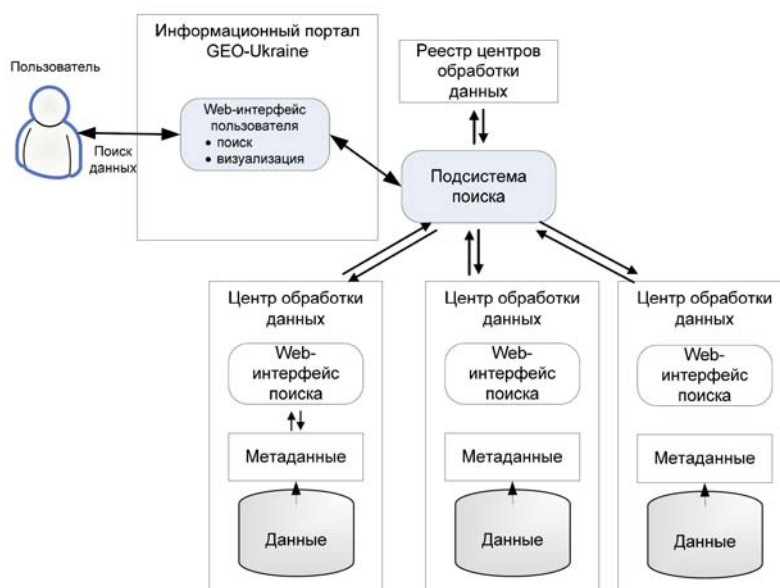 Информационный портал
GEO-Ukraine
Пользователь
Поиск
данных
Web-интерфейс
пользователя
• поиск
• визуализация
Реестр центров
обработки
данных
Подсистема
поиска
Центр обработки
данных
Web-
интерфейс
поиска
Метаданные
Данные
Центр обработки
данных
Web-
интерфейс
поиска
Метаданные
Данные
Центр обработки
данных
Web-
интерфейс
поиска
Метаданные
Данные